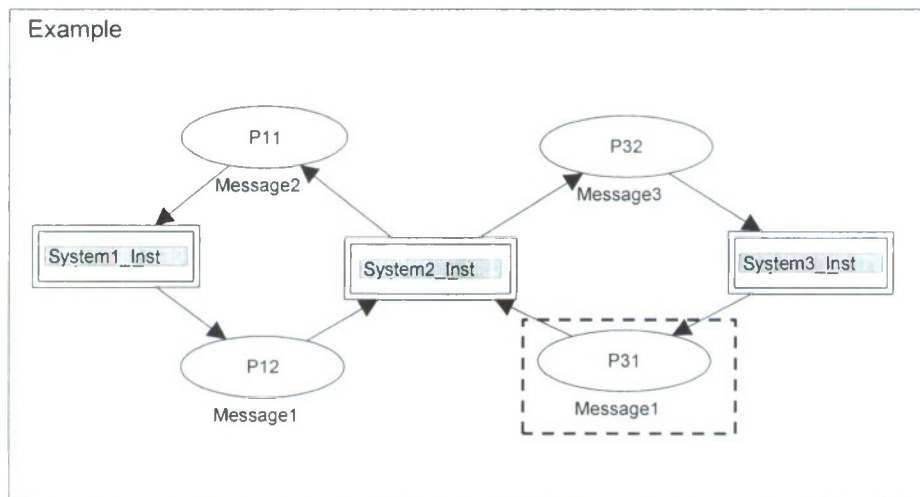 Example
P11
Message2
P32
Message3
System1_Inst
System2_Inst
System3_Inst
P12
Message1
P31
Message1